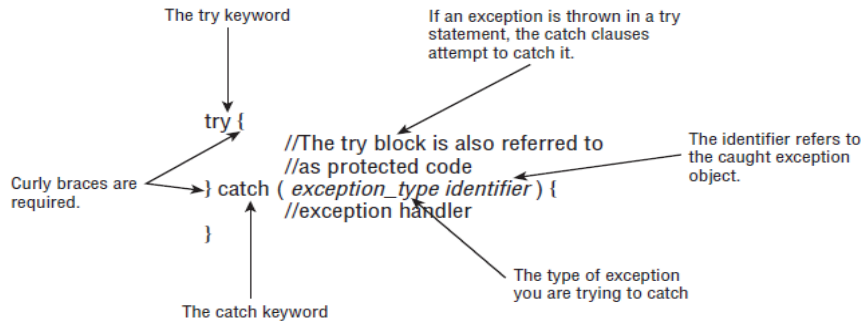 The try keyword
If an exception is thrown in a try
statement, the catch clauses
attempt to catch it.
try {
//The try block is also referred to
//as protected code
The identifier refers to
the caught exception
object.
Curly braces are
required.
} catch ( exception_type identifier ) {
//exception handler
}
The type of exception
you are trying to catch
The catch keyword